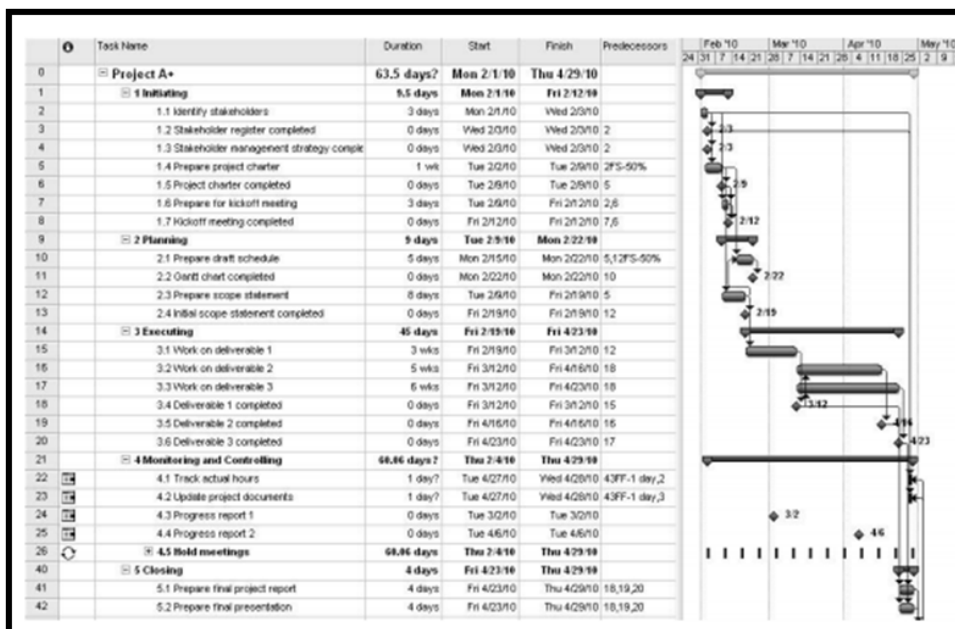 Task Name Duration Start Finish Predecessors Feb '10 Mar '10 Apr '10 May '10
24 31 7 14 21 28 7 14 21 28 4 11 18 25 2 9
0 Project A+ 63.5 days? Mon 2/1/10 Thu 4/29/10
1 1 Initiating 9.5 days Mon 2/1/10 Fri 2/12/10
2 1.1 Identify stakeholders 3 days Mon 2/1/10 Wed 2/3/10
3 1.2 Stakeholder register completed 0 days Wed 2/3/10 Wed 2/3/10 2 2/3
4 1.3 Stakeholder management strategy comple 0 days Wed 2/3/10 Wed 2/3/10 2 2/3
5 1.4 Prepare project charter 1 wk Tue 2/2/10 Tue 2/9/10 2FS-50%
6 1.5 Project charter completed 0 days Tue 2/9/10 Tue 2/9/10 5 2/9
7 1.6 Prepare for kickoff meeting 3 days Tue 2/9/10 Fri 2/12/10 2,6
8 1.7 Kickoff meeting completed 0 days Fri 2/12/10 Fri 2/12/10 7,6 2/12
9 2 Planning 9 days Tue 2/9/10 Mon 2/22/10
10 2.1 Prepare draft schedule 5 days Mon 2/15/10 Mon 2/22/10 5,12FS-50%
11 2.2 Gantt chart completed 0 days Mon 2/22/10 Mon 2/22/10 10 2/22
12 2.3 Prepare scope statement 8 days Tue 2/9/10 Fri 2/19/10 5
13 2.4 Initial scope statement completed 0 days Fri 2/19/10 Fri 2/19/10 12 2/19
14 3 Executing 45 days Fri 2/19/10 Fri 4/23/10
15 3.1 Work on deliverable 1 3 wks Fri 2/19/10 Fri 3/12/10 12
16 3.2 Work on deliverable 2 5 wks Fri 3/12/10 Fri 4/16/10 18
17 3.3 Work on deliverable 3 6 wks Fri 3/12/10 Fri 4/23/10 18
18 3.4 Deliverable 1 completed 0 days Fri 3/12/10 Fri 3/12/10 15 3/12
19 3.5 Deliverable 2 completed 0 days Fri 4/16/10 Fri 4/16/10 16 4/16
20 3.6 Deliverable 3 completed 0 days Fri 4/23/10 Fri 4/23/10 17 4/23
21 4 Monitoring and Controlling 60.06 days? Thu 2/4/10 Thu 4/29/10
22 4.1 Track actual hours 1 day? Tue 4/27/10 Wed 4/28/10 43FF-1 day,2
23 4.2 Update project documents 1 day? Tue 4/27/10 Wed 4/28/10 43FF-1 day,3
24 4.3 Progress report 1 0 days Tue 3/2/10 Tue 3/2/10 3/2
25 4.4 Progress report 2 0 days Tue 4/6/10 Tue 4/6/10 4/6
26 4.5 Hold meetings 60.06 days Thu 2/4/10 Thu 4/29/10
40 5 Closing 4 days Fri 4/23/10 Thu 4/29/10
41 5.1 Prepare final project report 4 days Fri 4/23/10 Thu 4/29/10 18,19,20
42 5.2 Prepare final presentation 4 days Fri 4/23/10 Thu 4/29/10 18,19,20